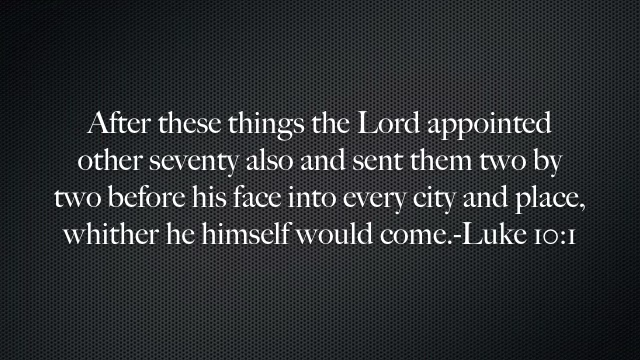 After these things the Lord appointed
other seventy also and sent them two by
two before his face into every city and place,
whither he himself would come.-Luke 10:1